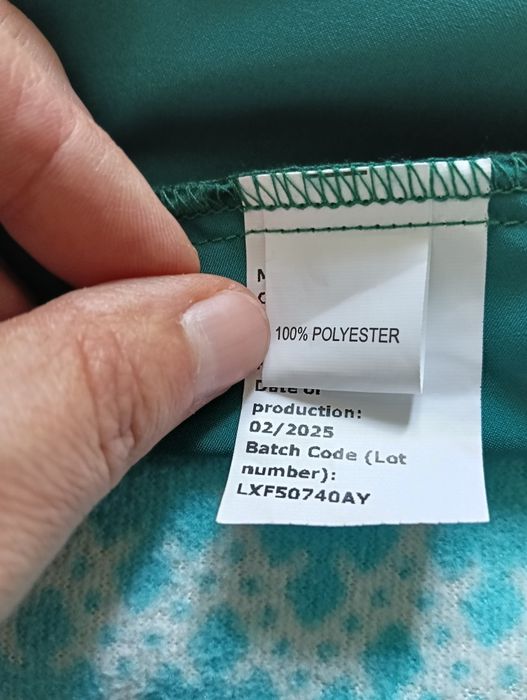 100% POLYESTER
Date of
production:
02/2025
Batch Code (Lot
number):
LXF50740AY